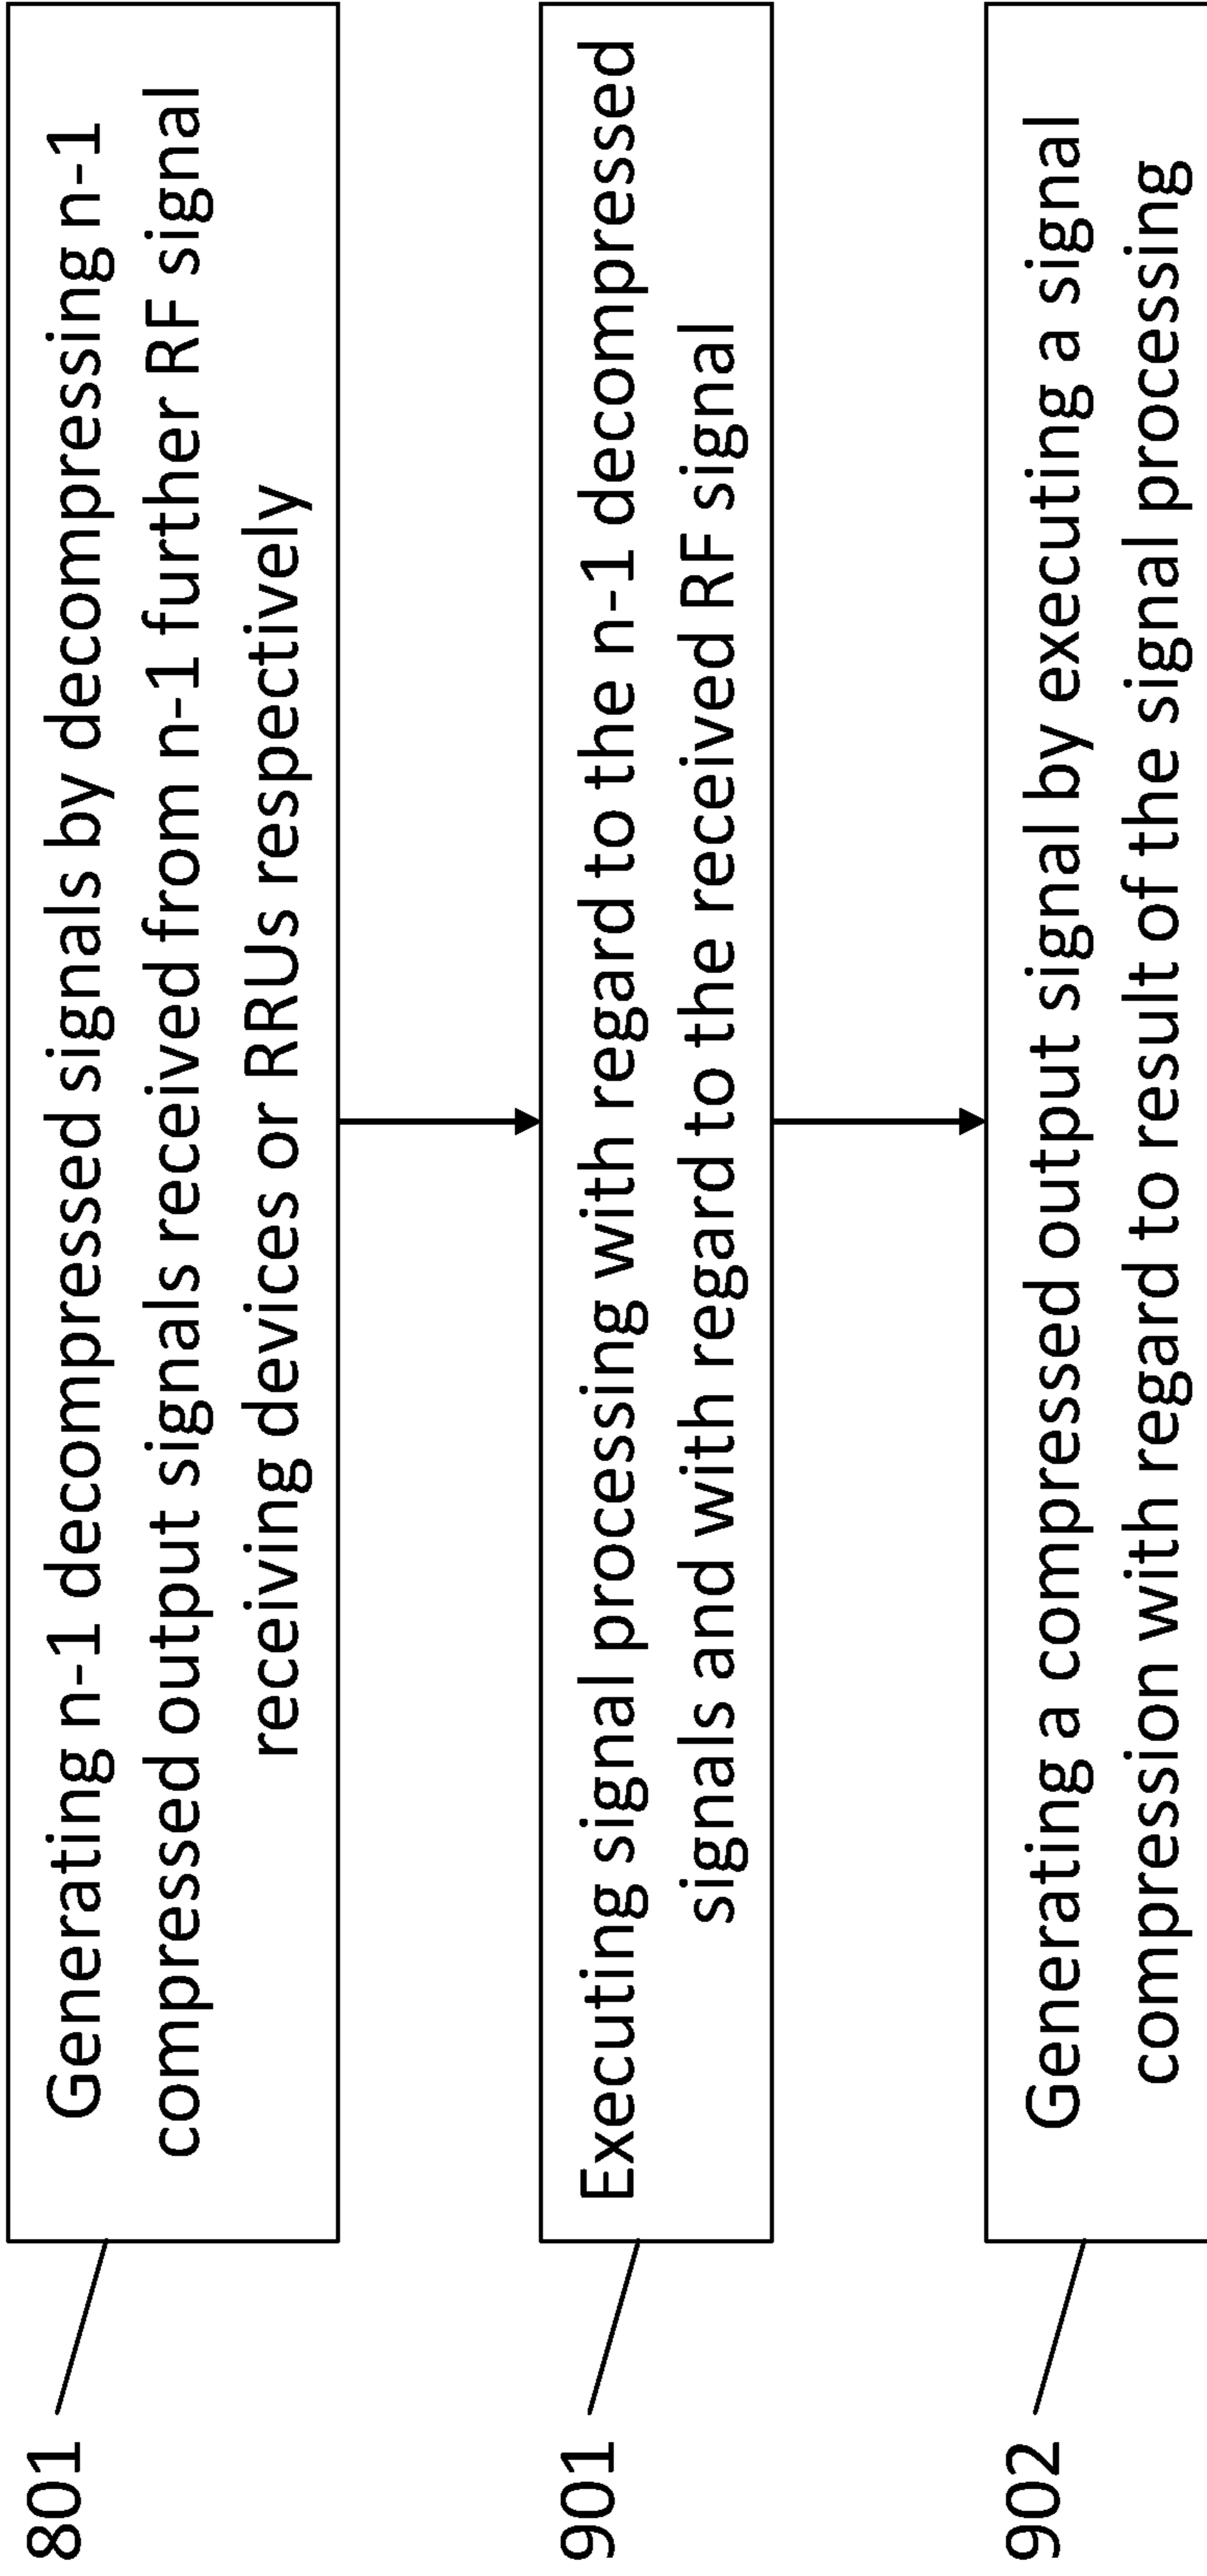 801
Generating n-1 decompressed signals by decompressing n-1
compressed output signals received from n-1 further RF signal
receiving devices or RRUs respectively
901
Executing signal processing with regard to the n-1 decompressed
signals and with regard to the received RF signal
902
Generating a compressed output signal by executing a signal
compression with regard to result of the signal processing